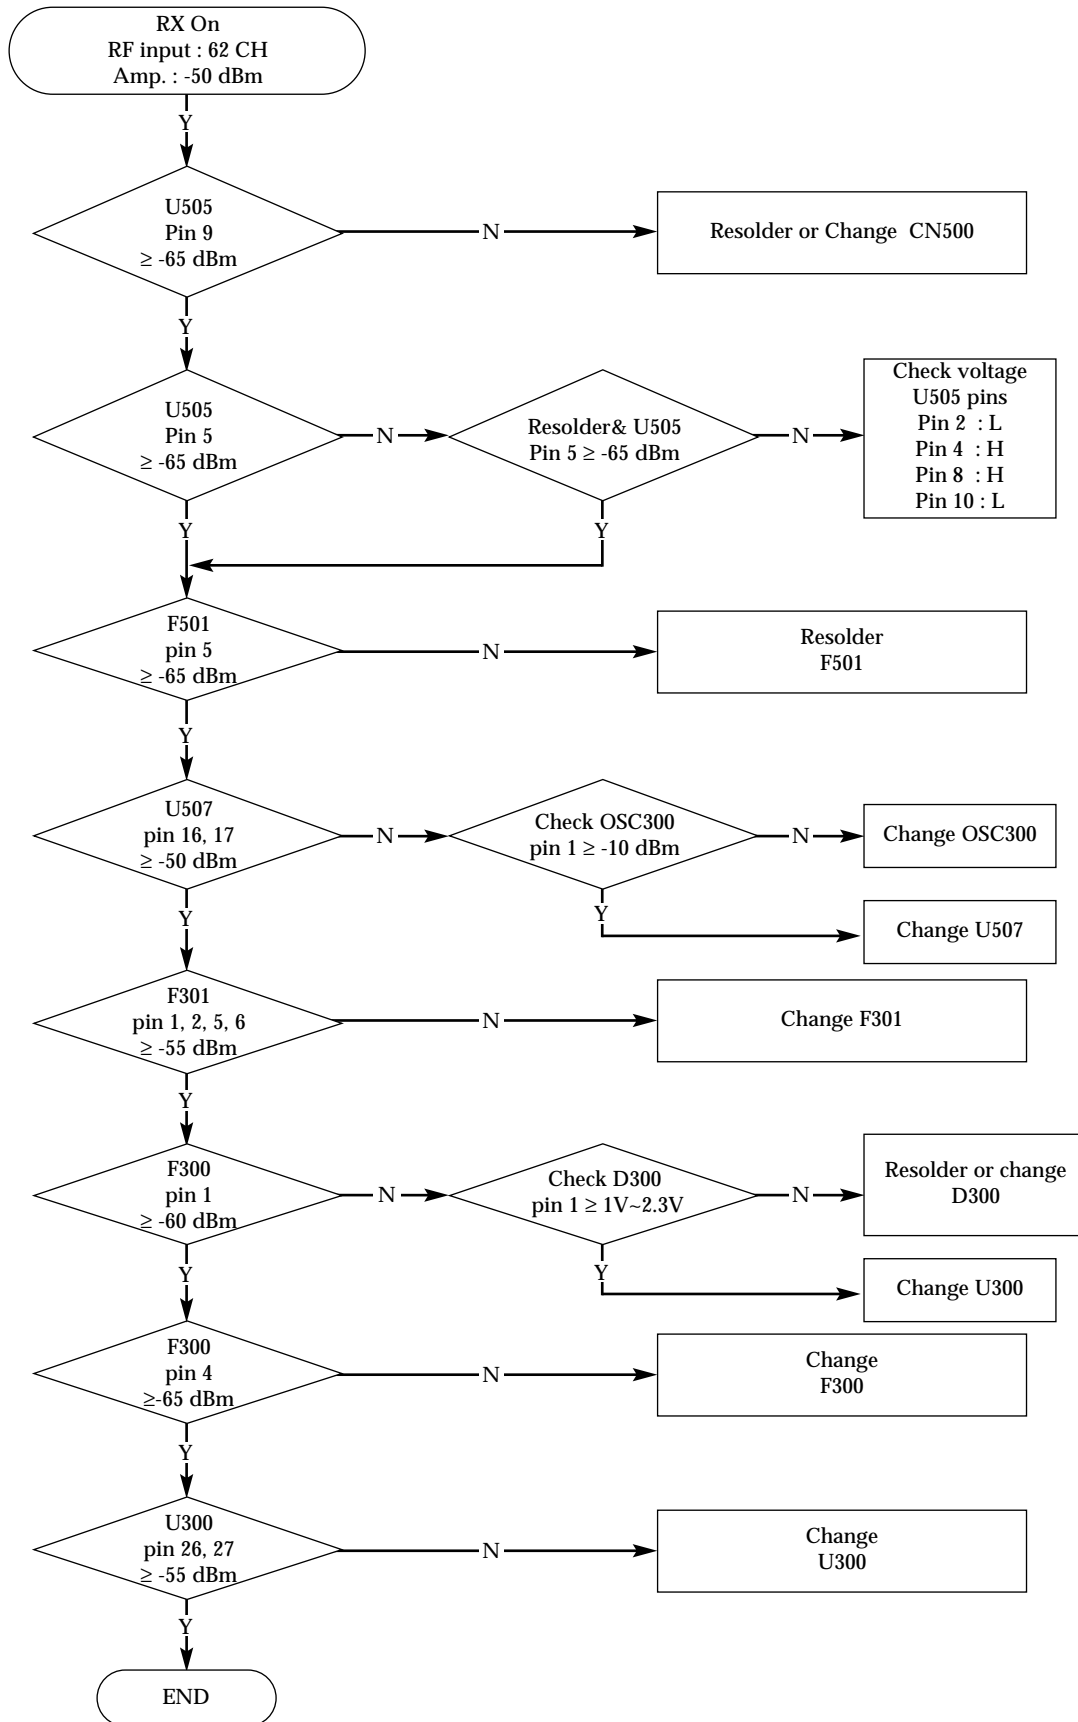 RX On
RF input : 62 CH
Amp. : -50 dBm
Y
U505
Pin 9
≥ -65 dBm
N
Resolder or Change CN500
Y
U505
Pin 5
≥ -65 dBm
N
Resolder& U505
Pin 5 ≥ -65 dBm
N
Check voltage
U505 pins
Pin 2 : L
Pin 4 : H
Pin 8 : H
Pin 10 : L
Y
Y
F501
pin 5
≥ -65 dBm
N
Resolder
F501
Y
U507
pin 16, 17
≥ -50 dBm
N
Check OSC300
pin 1 ≥ -10 dBm
N
Change OSC300
Y
Change U507
Y
F301
pin 1, 2, 5, 6
≥ -55 dBm
N
Change F301
Y
F300
pin 1
≥ -60 dBm
N
Check D300
pin 1 ≥ 1V~2.3V
N
Resolder or change
D300
Y
Change U300
Y
F300
pin 4
≥-65 dBm
N
Change
F300
Y
U300
pin 26, 27
≥ -55 dBm
N
Change
U300
Y
END